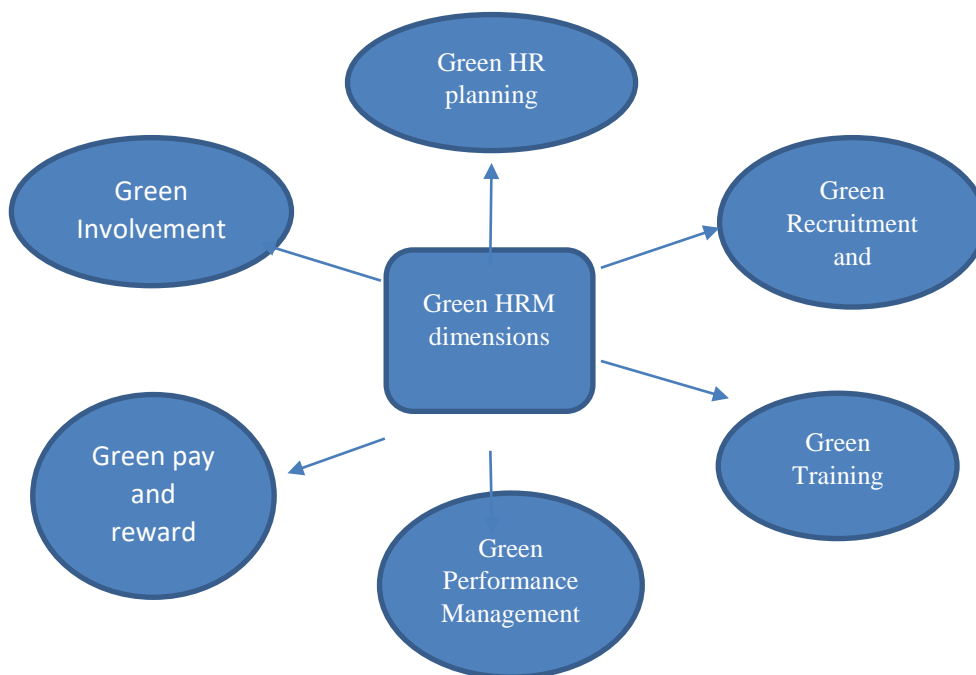 Green HR
planning
Green
Involvement
Green
Recruitment
and
Green HRM
dimensions
Green pay
and
reward
Green
Training
Green
Performance
Management